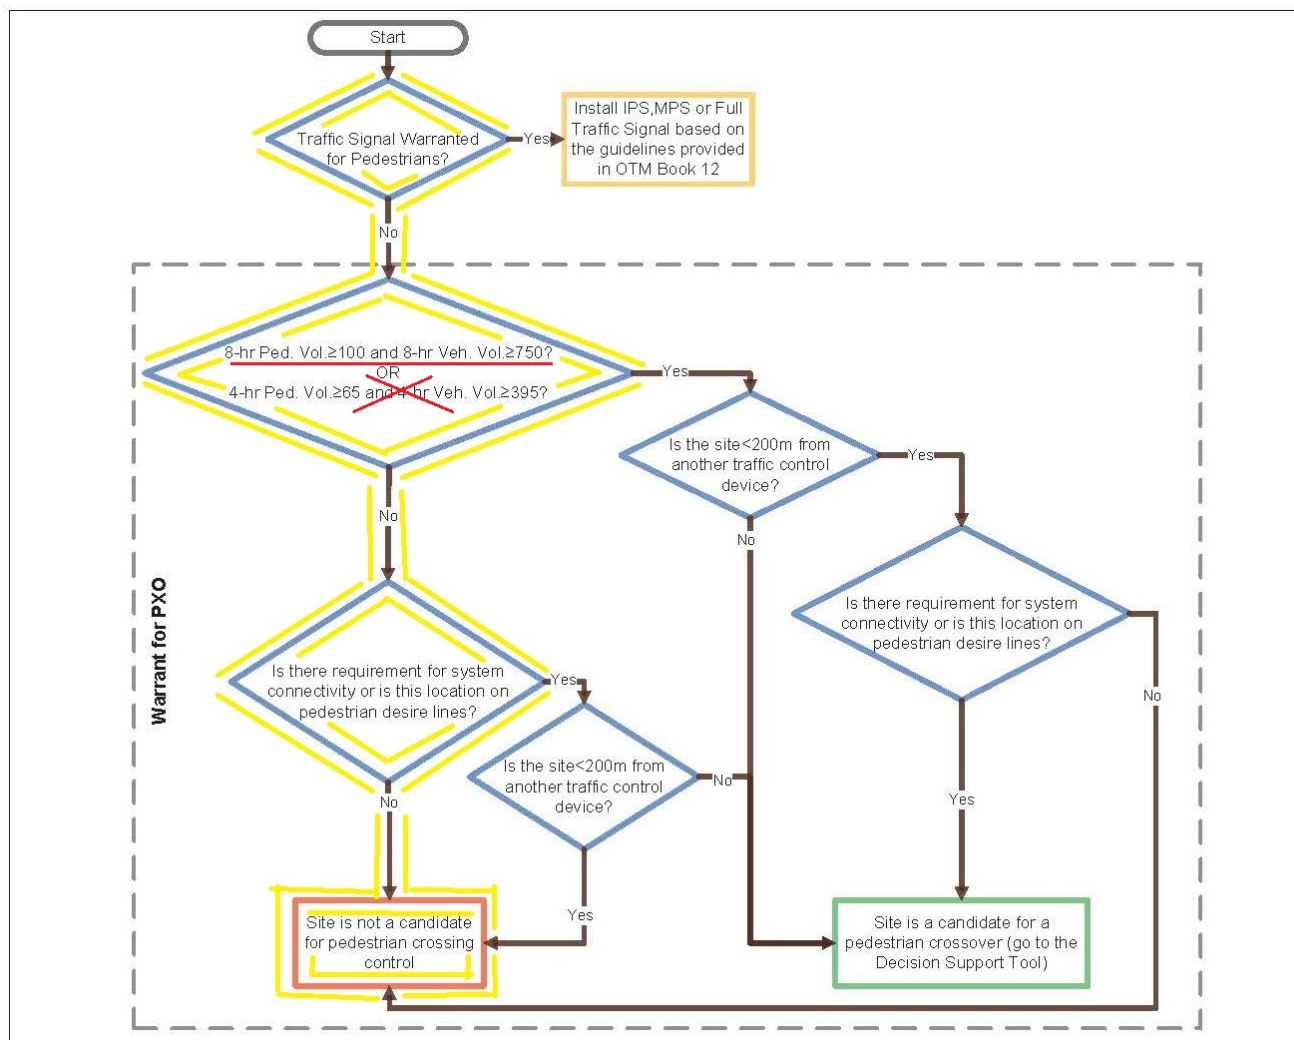 Start
Traffic Signal Warranted
for Pedestrians?
Yes
Install IPS,MPS or Full
Traffic Signal based on
the guidelines provided
in OTM Book 12
No
8-hr Ped. Vol.≥100 and 8-hr Veh. Vol.≥750?
OR
4-hr Ped. Vol.≥65 and 4-hr Veh. Vol.≥395?
Yes
Is the site<200m from
another traffic control
device?
Yes
No
No
Is there requirement for system
connectivity or is this location on
pedestrian desire lines?
Warrant for PXO
Is there requirement for system
connectivity or is this location on
pedestrian desire lines?
Yes
No
Is the site<200m from
another traffic control
device?
No
No
Yes
Yes
Site is not a candidate
for pedestrian crossing
control
Site is a candidate for a
pedestrian crossover (go to the
Decision Support Tool)